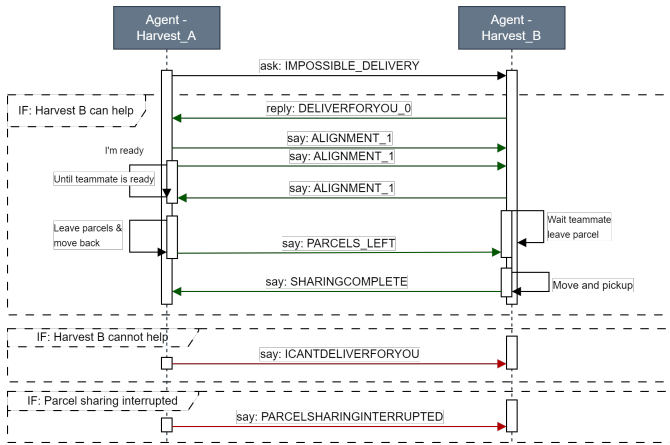 Agent -
Harvest_A
Agent -
Harvest_B
ask: IMPOSSIBLE_DELIVERY
IF: Harvest B can help
reply: DELIVERFORYOU_0
say: ALIGNMENT_1
I'm ready
say: ALIGNMENT_1
Until teammate is ready
say: ALIGNMENT_1
Leave parcels &
move back
Wait teammate
leave parcel
say: PARCELS_LEFT
say: SHARINGCOMPLETE
Move and pickup
IF: Harvest B cannot help
say: ICANTDELIVERFORYOU
IF: Parcel sharing interrupted
say: PARCELSHARINGINTERRUPTED